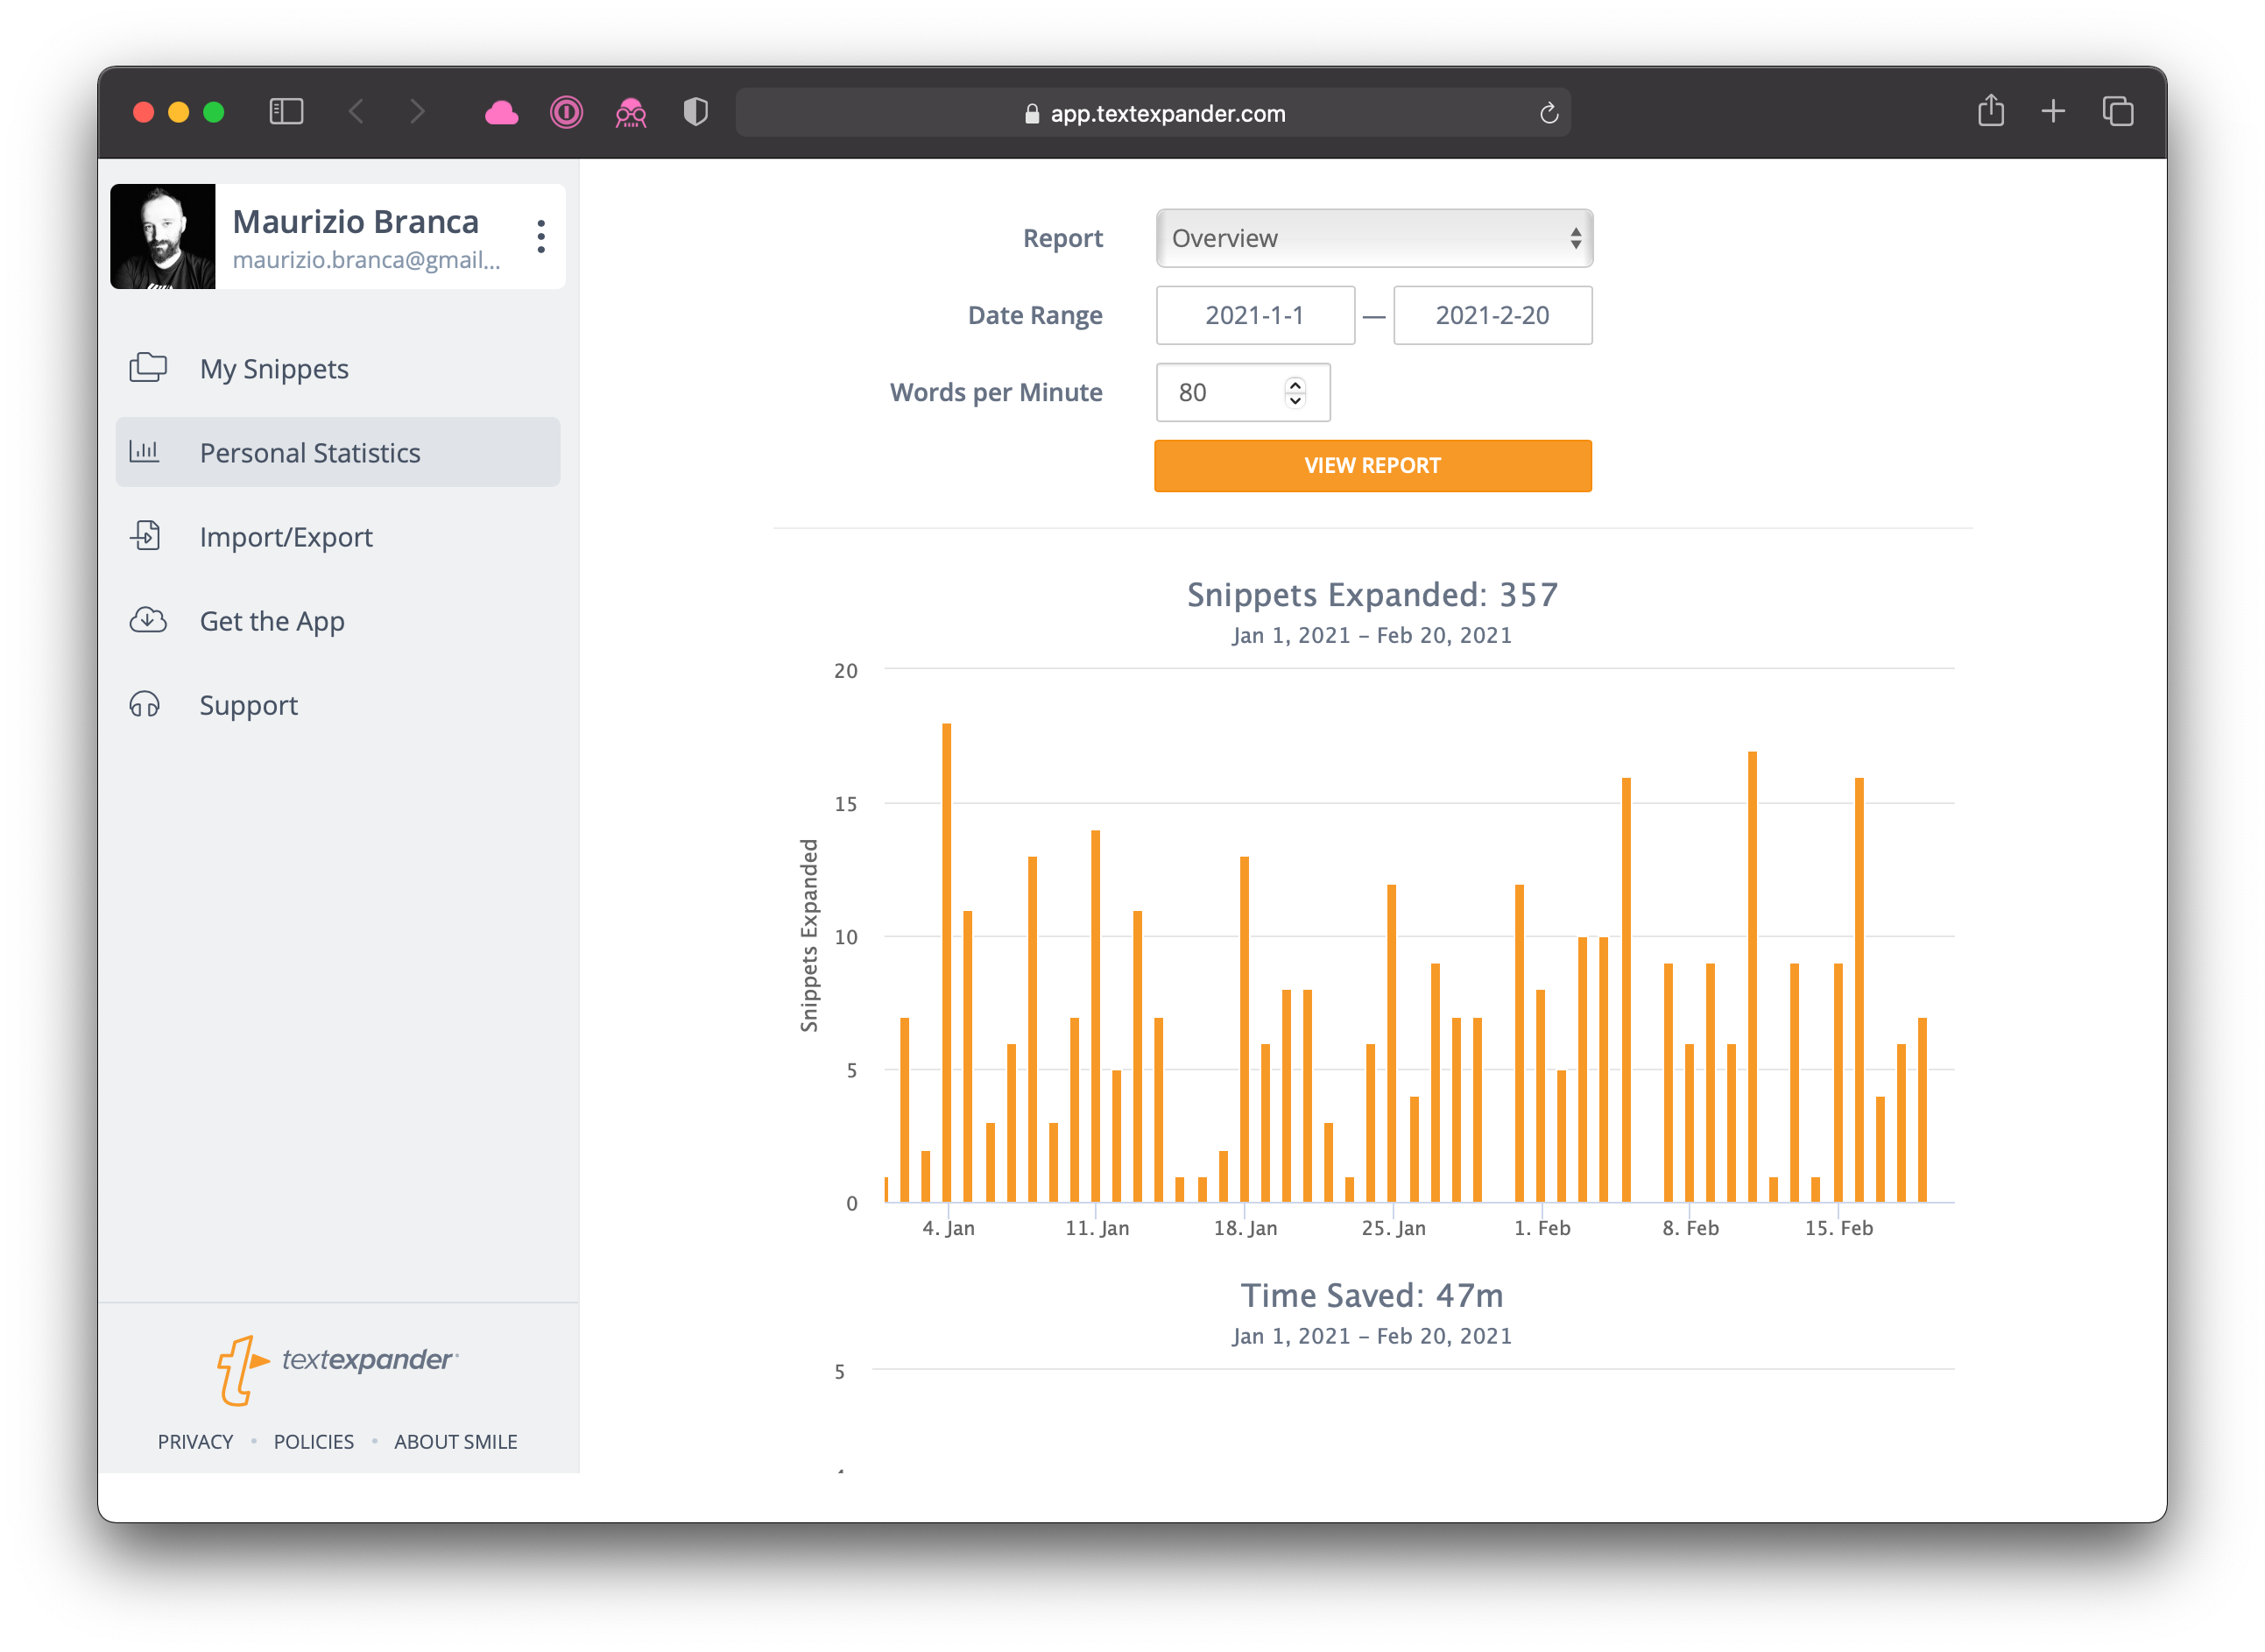 app.textexpander.com
Maurizio Branca
maurizio.branca@gmail...
My Snippets
Personal Statistics
Import/Export
Get the App
Support
textexpander
PRIVACY • POLICIES • ABOUT SMILE
Report Overview
Date Range 2021-1-1 — 2021-2-20
Words per Minute 80
VIEW REPORT
Snippets Expanded: 357
Jan 1, 2021 – Feb 20, 2021
Snippets Expanded
20
15
10
5
0
4. Jan 11. Jan 18. Jan 25. Jan 1. Feb 8. Feb 15. Feb
Time Saved: 47m
Jan 1, 2021 – Feb 20, 2021
5